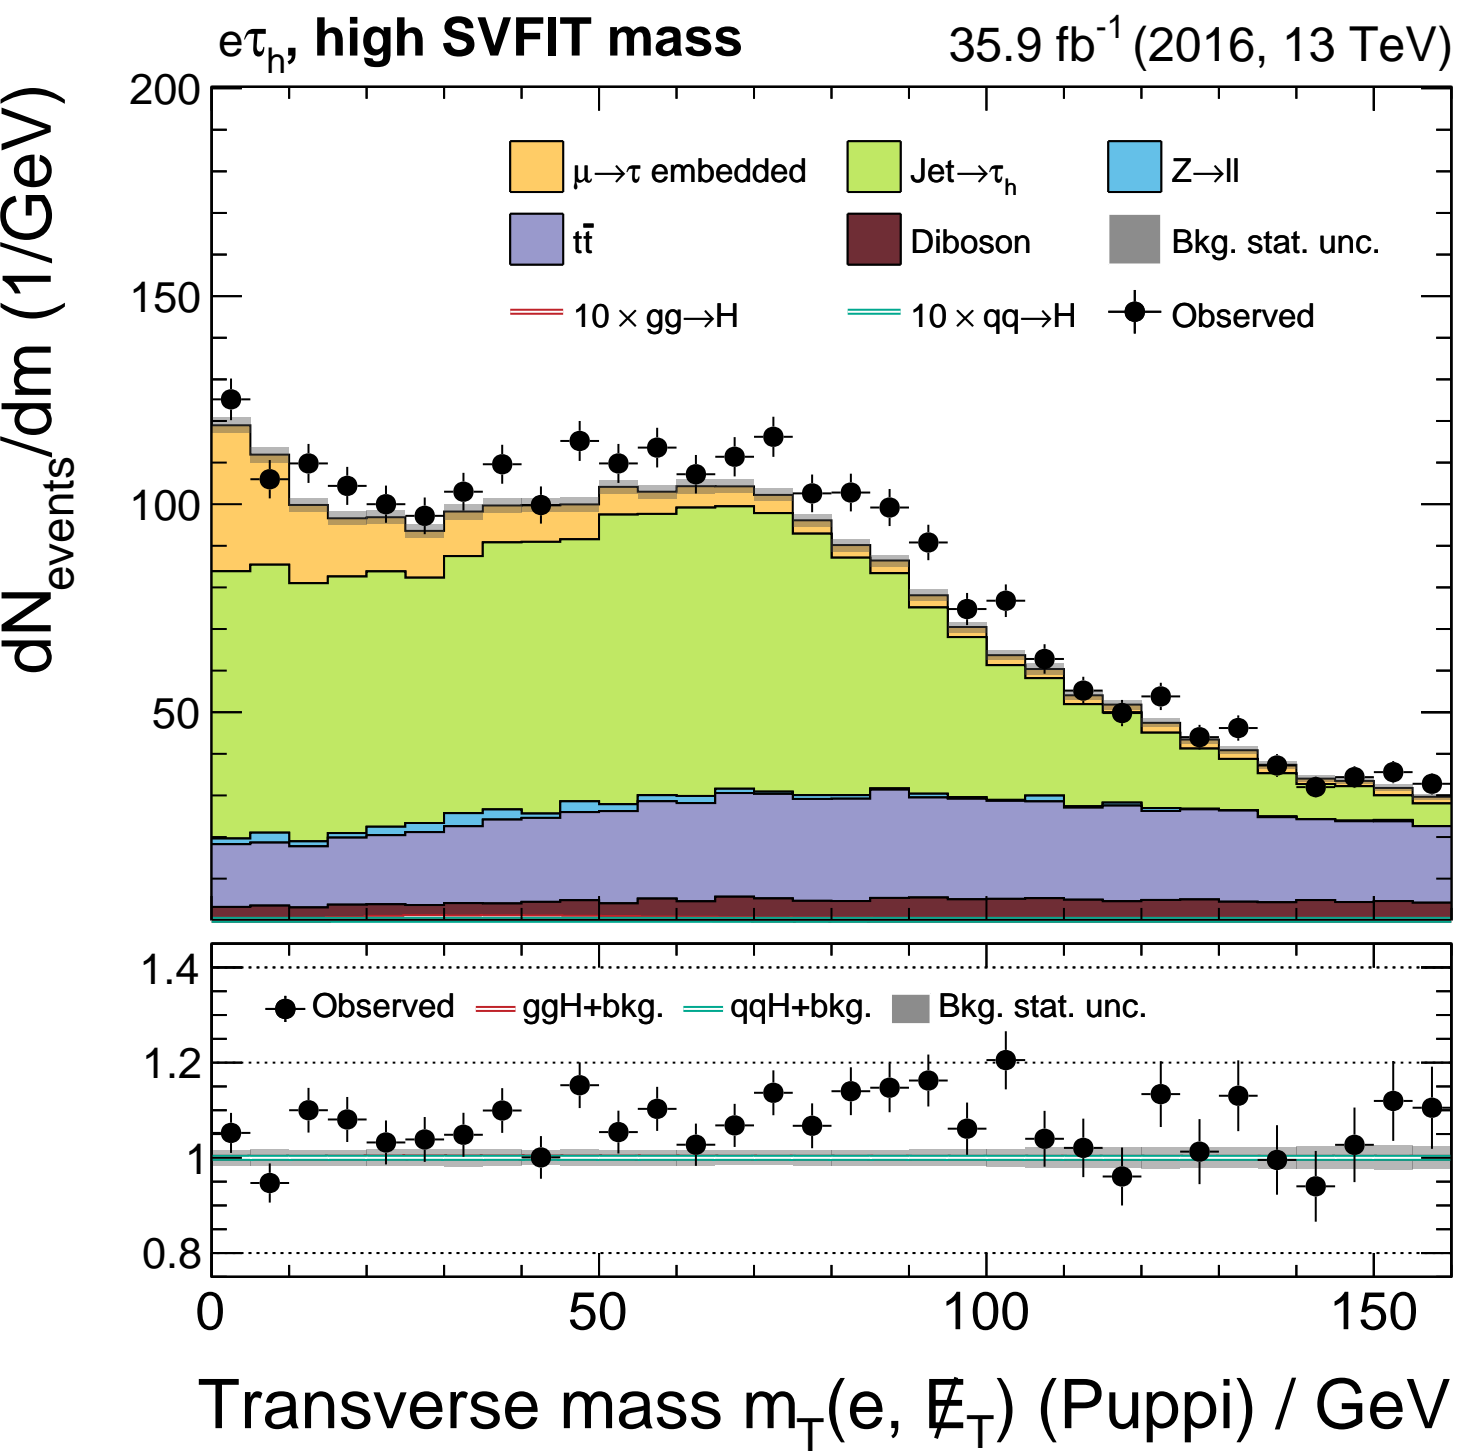 eτh, high SVFIT mass 35.9 fb-1 (2016, 13 TeV)
dNevents/dm (1/GeV)
200
150
100
50
μ→τ embedded Jet→τh Z→ll
tt̄ Diboson Bkg. stat. unc.
10 × gg→H 10 × qq→H Observed
1.4
1.2
1
0.8
Observed ggH+bkg. qqH+bkg. Bkg. stat. unc.
0 50 100 150
Transverse mass mT(e, E̸T) (Puppi) / GeV